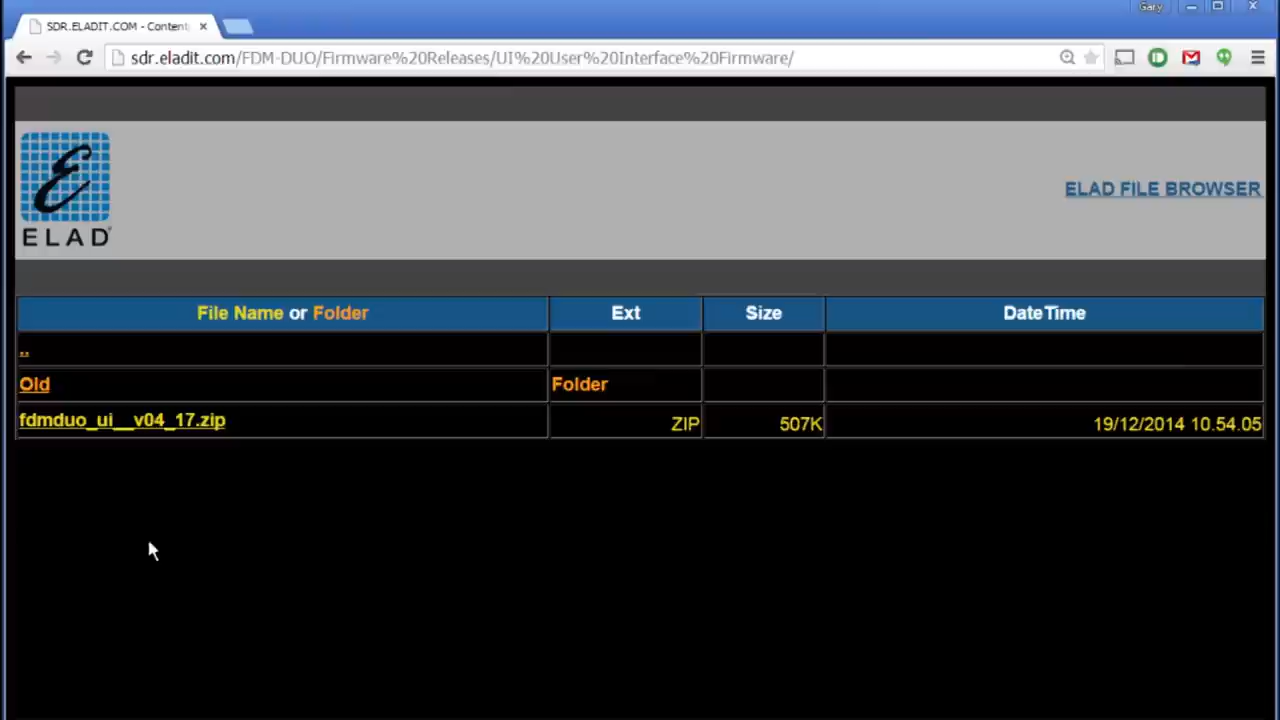 Gary
SDR.ELADIT.COM - Content
sdr.eladit.com/FDM-DUO/Firmware%20Releases/UI%20User%20Interface%20Firmware/
ELAD
ELAD FILE BROWSER
File Name or Folder Ext Size DateTime
..
Old Folder
fdmduo_ui__v04_17.zip ZIP 507K 19/12/2014 10.54.05